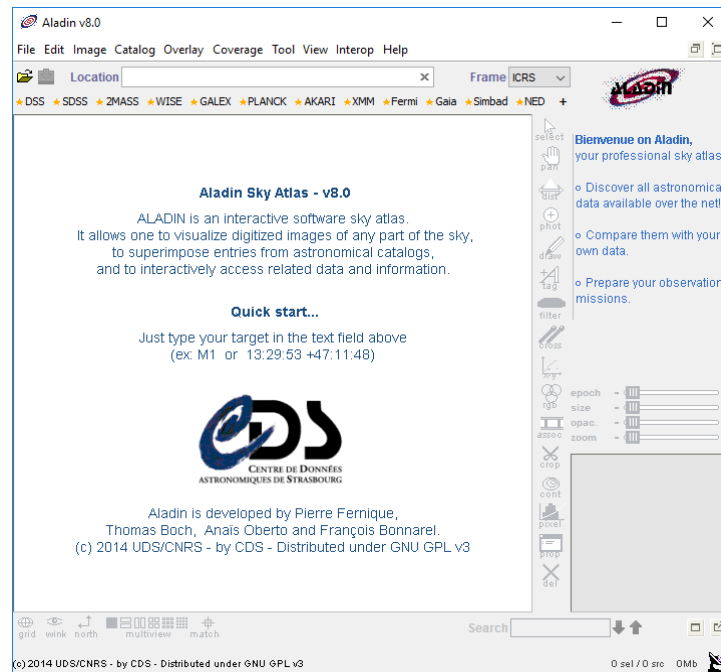 Aladin v8.0
File Edit Image Catalog Overlay Coverage Tool View Interop Help
Location
Frame ICRS
ALADIN
DSS SDSS 2MASS WISE GALEX PLANCK AKARI XMM Fermi Gaia Simbad NED +
Aladin Sky Atlas - v8.0
ALADIN is an interactive software sky atlas.
It allows one to visualize digitized images of any part of the sky,
to superimpose entries from astronomical catalogs,
and to interactively access related data and information.
Quick start...
Just type your target in the text field above
(ex: M1 or 13:29:53 +47:11:48)
CDS
CENTRE DE DONNÉES
ASTRONOMIQUES DE STRASBOURG
Aladin is developed by Pierre Fernique,
Thomas Boch, Anaïs Oberto and François Bonnarel.
(c) 2014 UDS/CNRS - by CDS - Distributed under GNU GPL v3
select
pan
dist
phot
draw
tag
filter
cross
rgb
assoc
crop
cont
pixel
prop
del
Bienvenue on Aladin,
your professional sky atlas
o Discover all astronomica
data available over the net!
o Compare them with your
own data.
o Prepare your observation
missions.
epoch
size
opac.
zoom
grid wink north multiview match
Search
(c) 2014 UDS/CNRS - by CDS - Distributed under GNU GPL v3
0 sel / 0 src 0Mb